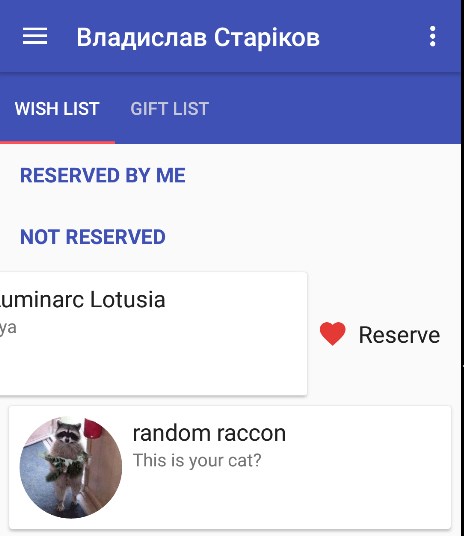 Владислав Старіков
WISH LIST GIFT LIST
RESERVED BY ME
NOT RESERVED
uminarc Lotusia
ya
Reserve
random raccon
This is your cat?